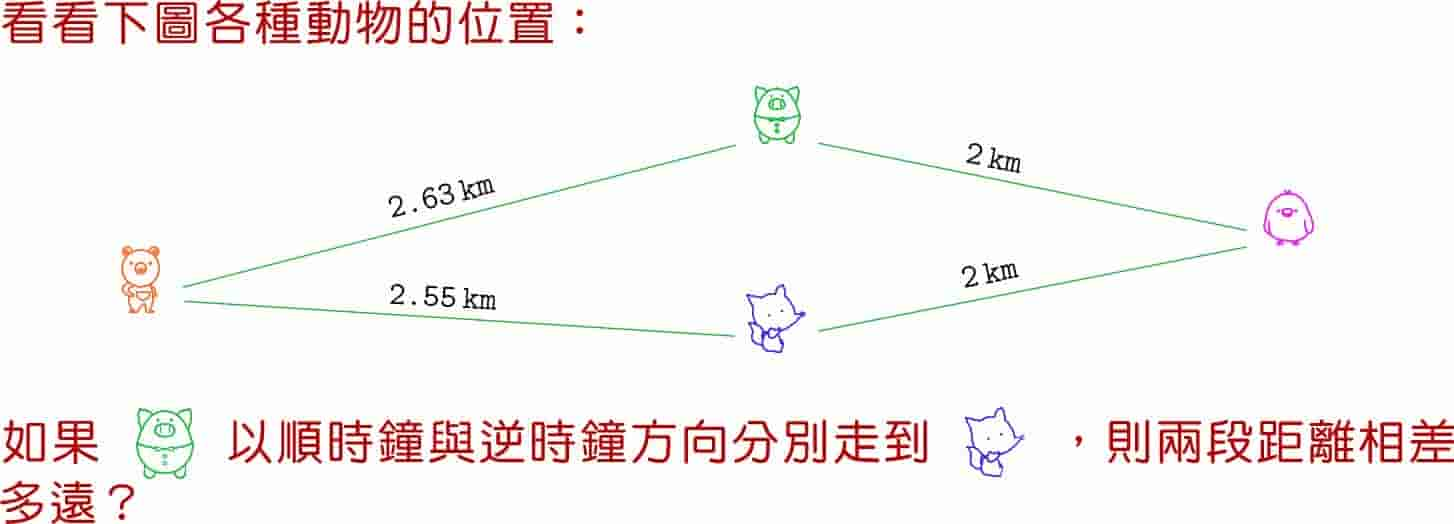 看看下圖各種動物的位置：
2 km
2.63 km
2 km
2.55 km
如果 以順時鐘與逆時鐘方向分別走到 ，則兩段距離相差
多遠？